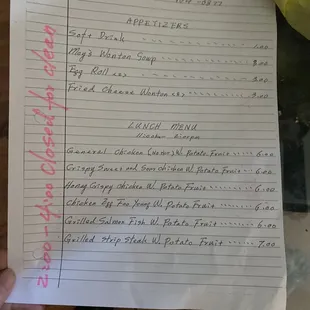 APPETIZERS
Soft Drink
May's Wonton Soup
Egg Roll
Fried Cheese Wonton
LUNCH MENU
General Chicken W. Potato Fruit ...... 6.00
Crispy Sweet and Sour Chicken W. Potato Fruit .. 6.00
Honey Crispy chicken W. Potato Fruit ..... 6.00
Chicken Egg Foo Young W. Potato Fruit ...... 6.00
Grilled Salmon Fish W. Potato Fruit ....... 6.00
Grilled Strip Steak W. Potato Fruit ....... 7.00
2:00 - 4:00 Closed for clean